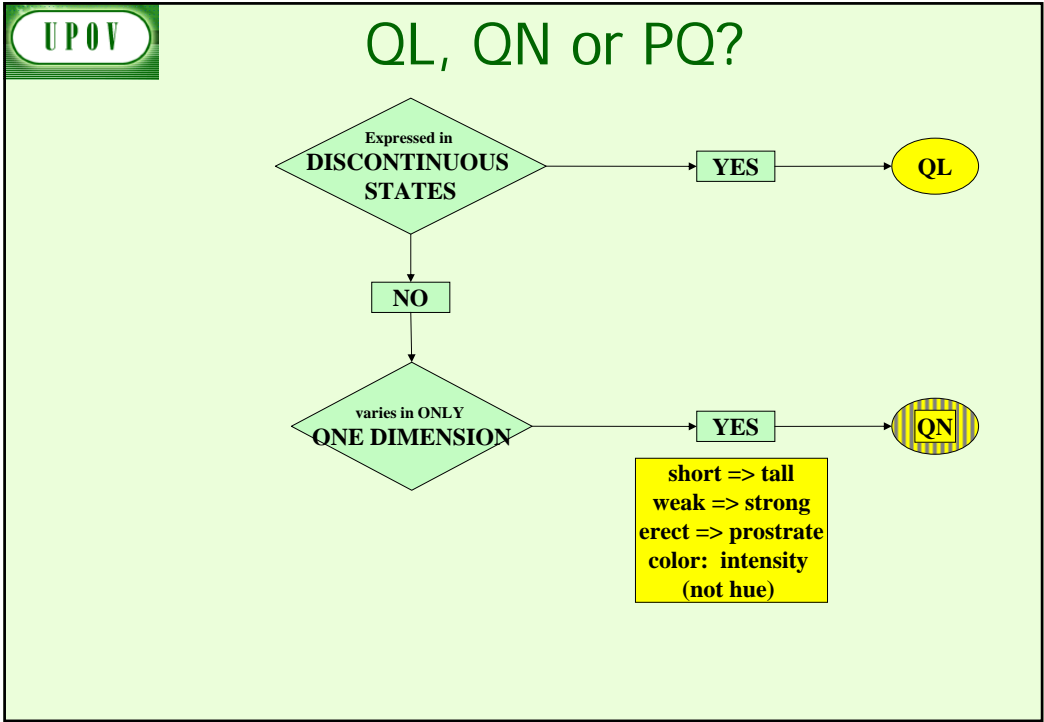 UPOV
QL, QN or PQ?
Expressed in
DISCONTINUOUS
STATES
YES
QL
NO
varies in ONLY
ONE DIMENSION
YES
QN
short => tall
weak => strong
erect => prostrate
color: intensity
(not hue)